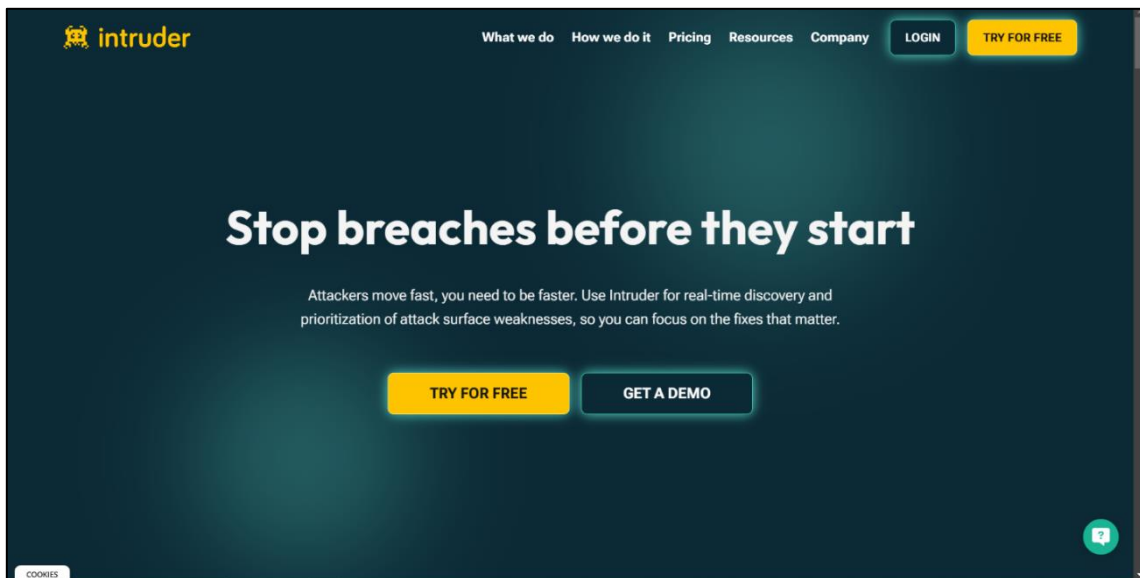 intruder
What we do How we do it Pricing Resources Company LOGIN TRY FOR FREE
Stop breaches before they start
Attackers move fast, you need to be faster. Use Intruder for real-time discovery and
prioritization of attack surface weaknesses, so you can focus on the fixes that matter.
TRY FOR FREE GET A DEMO
?
COOKIES